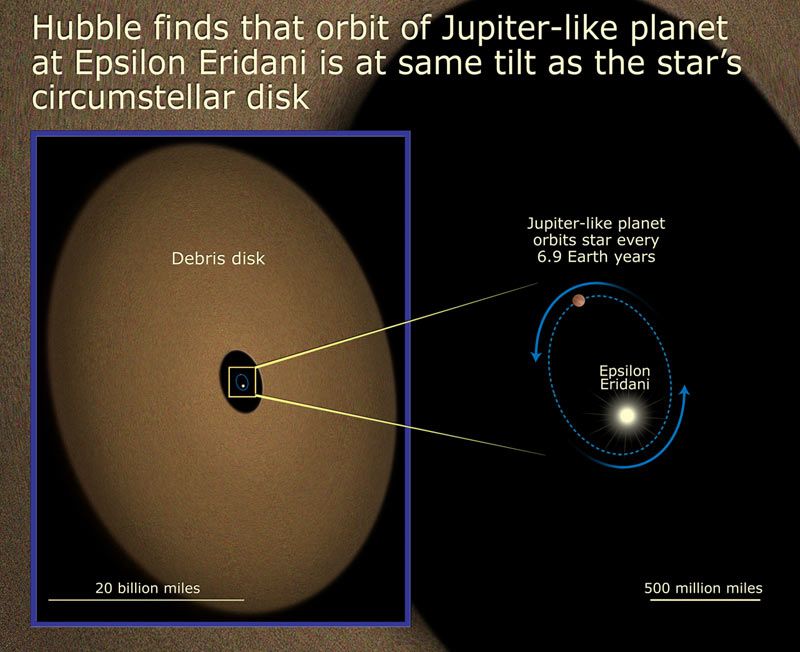 Hubble finds that orbit of Jupiter-like planet
at Epsilon Eridani is at same tilt as the star’s
circumstellar disk
Debris disk
20 billion miles
Jupiter-like planet
orbits star every
6.9 Earth years
Epsilon
Eridani
500 million miles